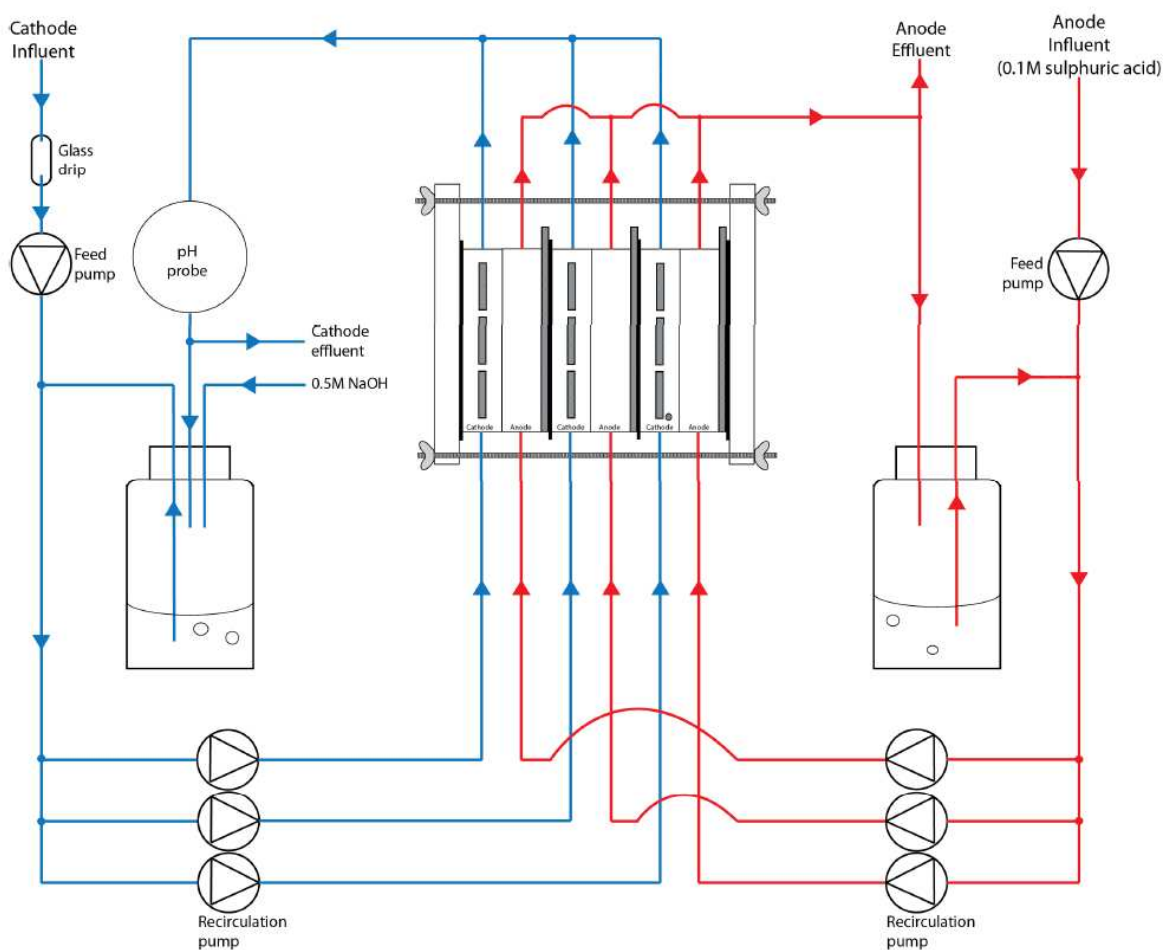 Cathode
Influent
Anode
Effluent
Anode
Influent
(0.1M sulphuric acid)
Glass
drip
Feed
pump
pH
probe
Feed
pump
Cathode
effluent
0.5M NaOH
Cathode
Anode
Cathode
Anode
Cathode
Anode
Recirculation
pump
Recirculation
pump